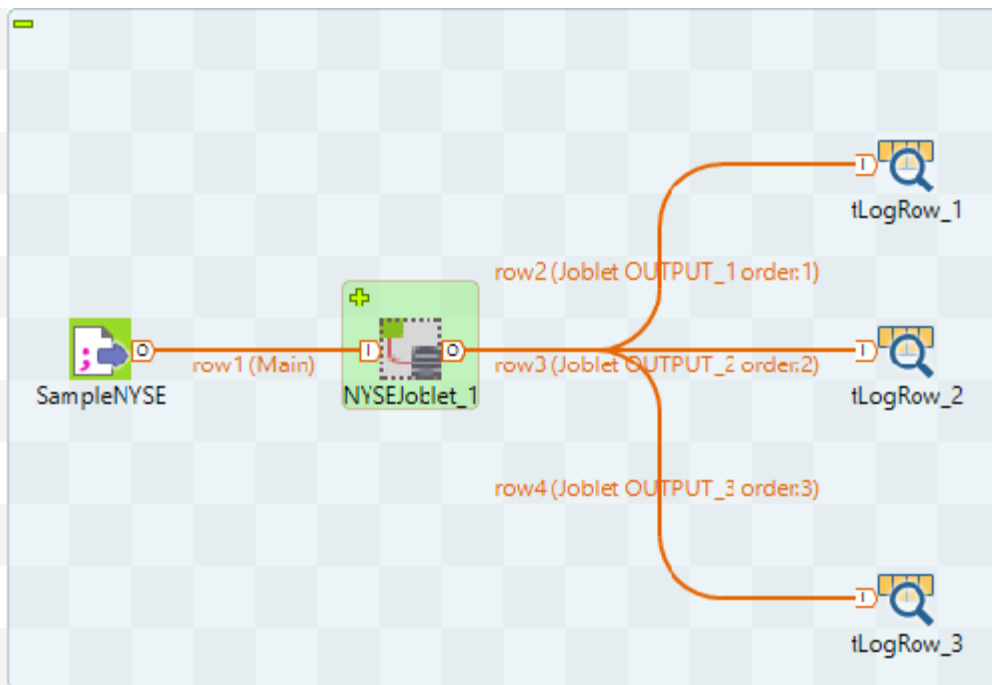 tLogRow_1
row2 (Joblet OUTPUT_1 order:1)
O
row1 (Main)
I
O
row3 (Joblet OUTPUT_2 order:2)
SampleNYSE
NYSEJoblet_1
tLogRow_2
row4 (Joblet OUTPUT_3 order:3)
tLogRow_3